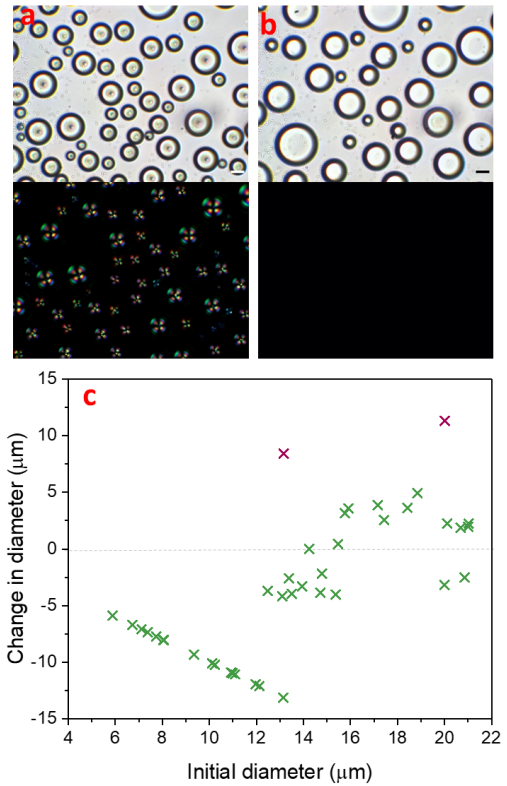 a
b
c
15
10
5
0
-5
-10
-15
4 6 8 10 12 14 16 18 20 22
Change in diameter (μm)
Initial diameter (μm)